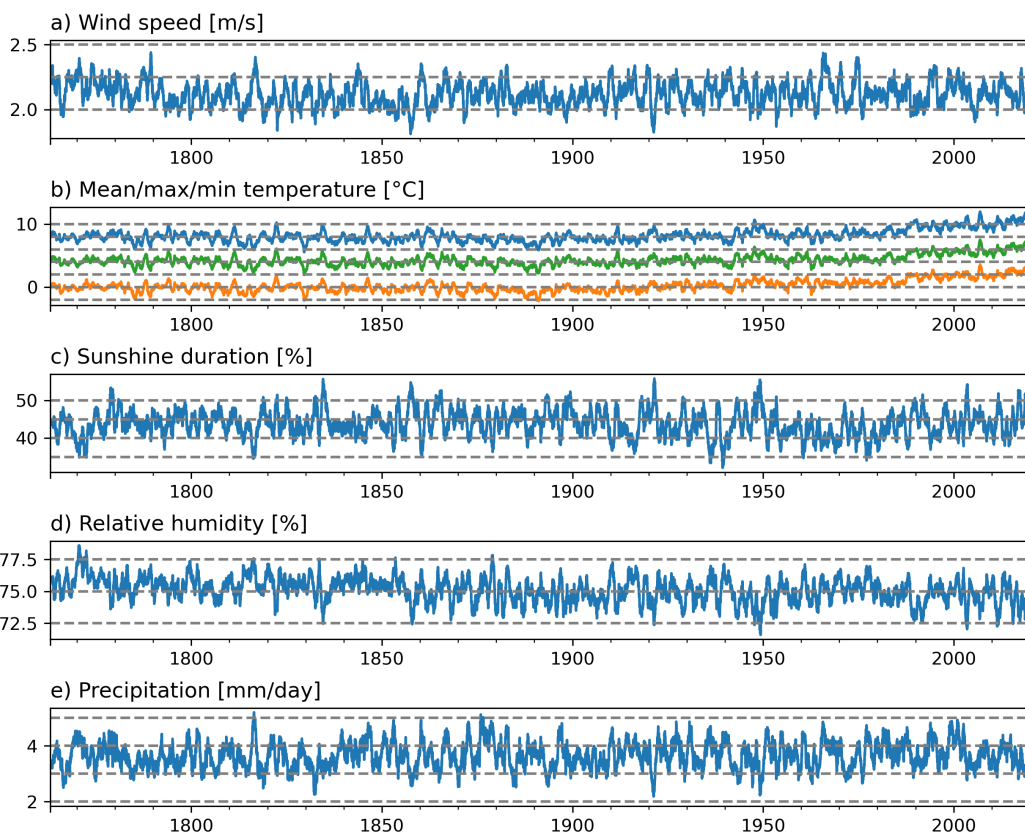 a) Wind speed [m/s]
2.5
2.0
1800 1850 1900 1950 2000
b) Mean/max/min temperature [°C]
10
0
1800 1850 1900 1950 2000
c) Sunshine duration [%]
50
40
1800 1850 1900 1950 2000
d) Relative humidity [%]
77.5
75.0
72.5
1800 1850 1900 1950 2000
e) Precipitation [mm/day]
4
2
1800 1850 1900 1950 2000